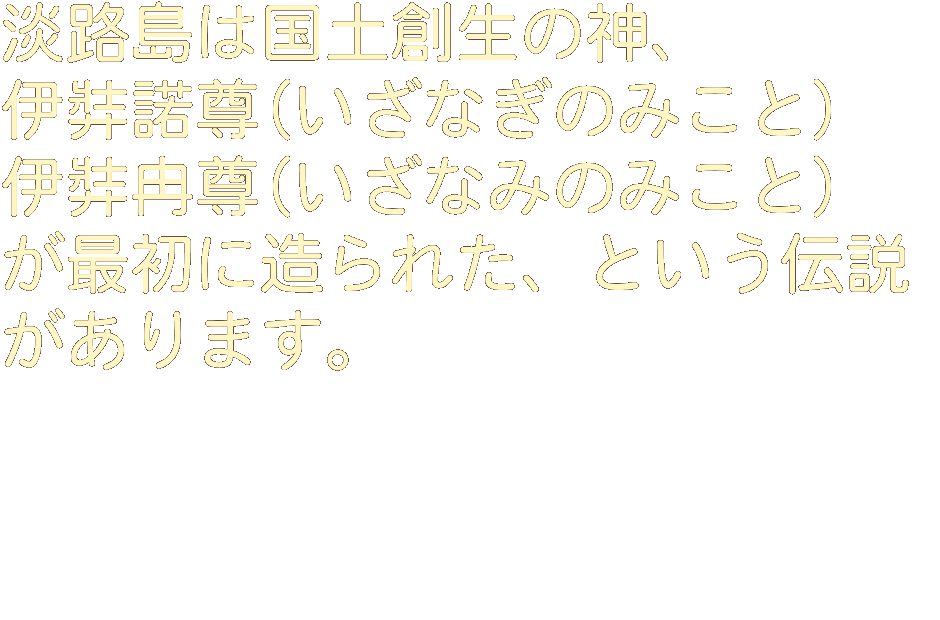 淡路島は国土創生の神、
伊弉諾尊(いざなぎのみこと)
伊弉冉尊(いざなみのみこと)
が最初に造られた、という伝説
があります。